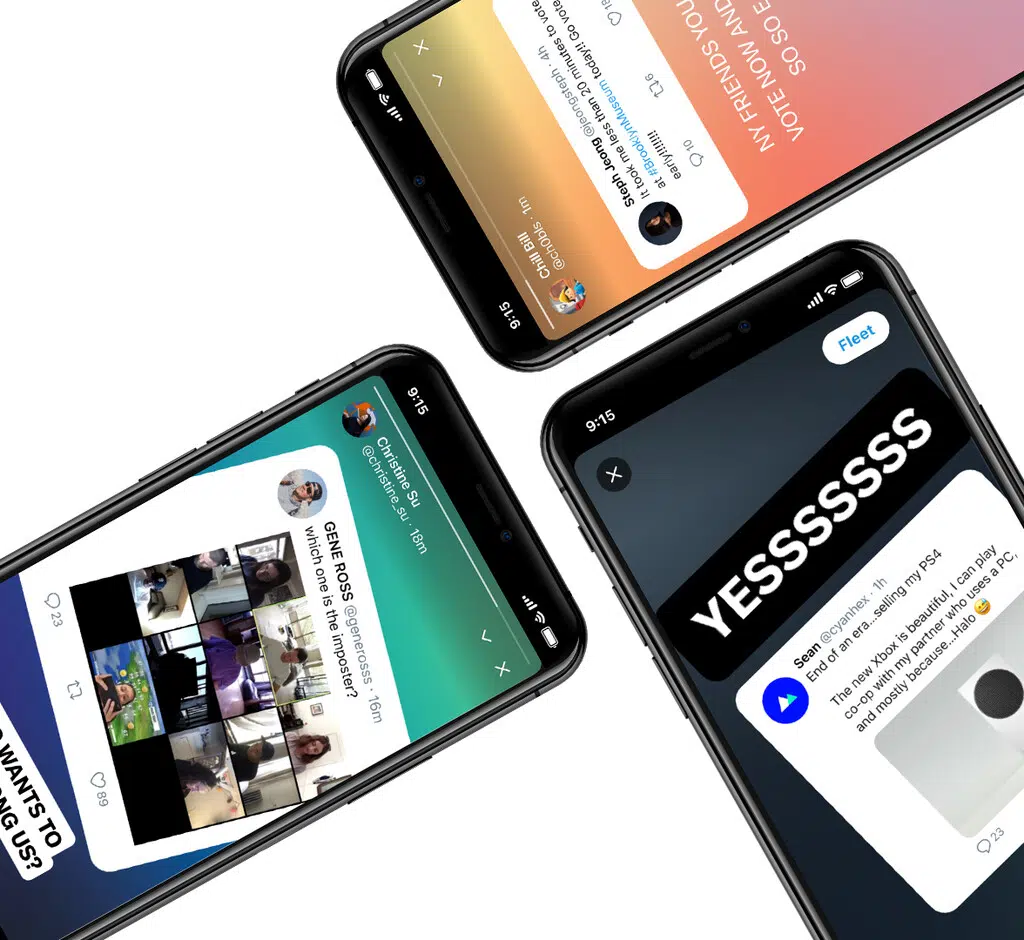 9:15
Chill Bill
@ch0bls · 1m
Steph Jeong @jeongsteph · 4h
It took me less than 20 minutes to vote
at #BrooklynMuseum today!! Go vote
early!!!!!!!
10
6
18
NY FRIENDS YOU
VOTE NOW AND
SO SO E
9:15
Fleet
YESSSSSSS
Sean @cyanhex · 1h
End of an era...selling my PS4
The new Xbox is beautiful, I can play
co-op with my partner who uses a PC,
and mostly because...Halo 😅
23
9:15
Christine Su
@christine_su · 18m
GENE ROSS @generosss · 16m
which one is the imposter?
23
89
WANTS TO
NG US?